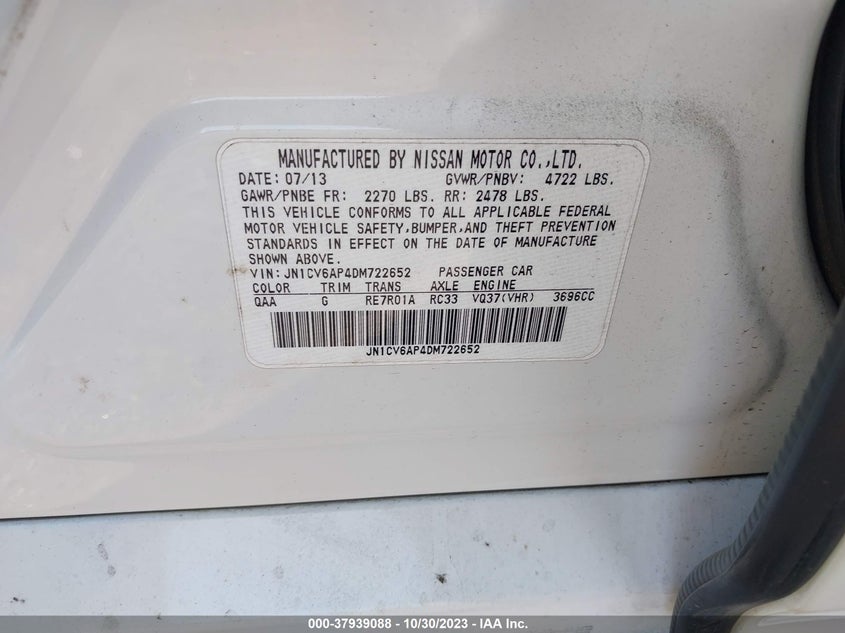 MANUFACTURED BY NISSAN MOTOR CO.,LTD.
DATE: 07/13 GVWR/PNBV: 4722 LBS.
GAWR/PNBE FR: 2270 LBS. RR: 2478 LBS.
THIS VEHICLE CONFORMS TO ALL APPLICABLE FEDERAL
MOTOR VEHICLE SAFETY,BUMPER,AND THEFT PREVENTION
STANDARDS IN EFFECT ON THE DATE OF MANUFACTURE
SHOWN ABOVE.
VIN:JN1CV6AP4DM722652 PASSENGER CAR
COLOR TRIM TRANS AXLE ENGINE
QAA G RE7R01A RC33 VQ37(VHR) 3696CC
JN1CV6AP4DM722652
000-37939088 - 10/30/2023 - IAA Inc.